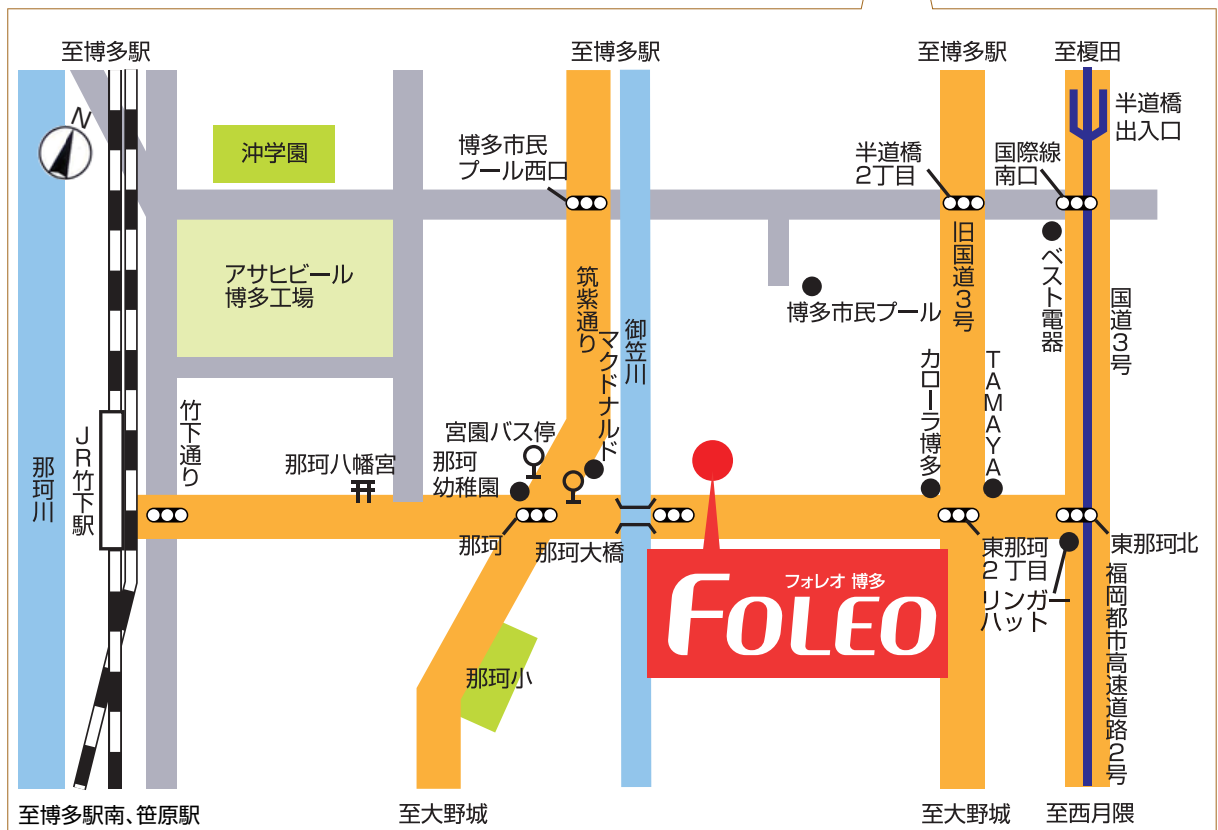 至博多駅
至博多駅
至博多駅
至榎田
N
半道橋
出入口
沖学園
博多市民
プール西口
半道橋
2丁目
国際線
南口
アサヒビール
博多工場
筑紫通り
御笠川
旧国道3号
ベスト電器
国道3号
博多市民プール
マクドナルド
カローラ博多
TAMAYA
那珂川
JR竹下駅
竹下通り
那珂八幡宮
宮園バス停
那珂
幼稚園
那珂
那珂大橋
東那珂
2丁目
東那珂北
リンガー
ハット
フォレオ 博多
FOLEO
福岡都市高速道路2号
那珂小
至博多駅南、笹原駅
至大野城
至大野城
至西月隈